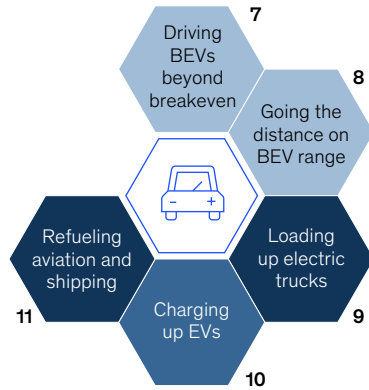 7
Driving
BEVs
beyond
breakeven
8
Going the
distance on
BEV range
Loading
up electric
trucks
9
Charging
up EVs
10
Refueling
aviation and
shipping
11